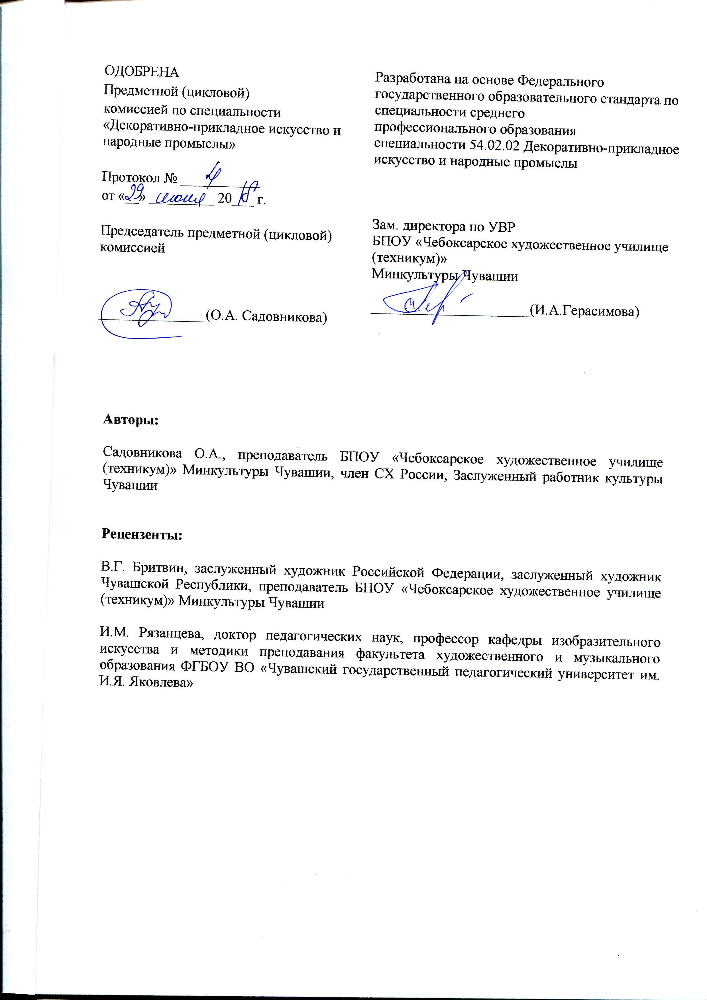 ОДОБРЕНА
Предметной (цикловой)
комиссией по специальности
«Декоративно-прикладное искусство и
народные промыслы»
Протокол № 4
от «29» июня 2018 г.
Председатель предметной (цикловой)
комиссией
(О.А. Садовникова)
Разработана на основе Федерального
государственного образовательного стандарта по
специальности среднего
профессионального образования
специальности 54.02.02 Декоративно-прикладное
искусство и народные промыслы
Зам. директора по УВР
БПОУ «Чебоксарское художественное училище
(техникум)»
Минкультуры Чувашии
(И.А.Герасимова)
Авторы:
Садовникова О.А., преподаватель БПОУ «Чебоксарское художественное училище
(техникум)» Минкультуры Чувашии, член СХ России, Заслуженный работник культуры
Чувашии
Рецензенты:
В.Г. Бритвин, заслуженный художник Российской Федерации, заслуженный художник
Чувашской Республики, преподаватель БПОУ «Чебоксарское художественное училище
(техникум)» Минкультуры Чувашии
И.М. Рязанцева, доктор педагогических наук, профессор кафедры изобразительного
искусства и методики преподавания факультета художественного и музыкального
образования ФГБОУ ВО «Чувашский государственный педагогический университет им.
И.Я. Яковлева»